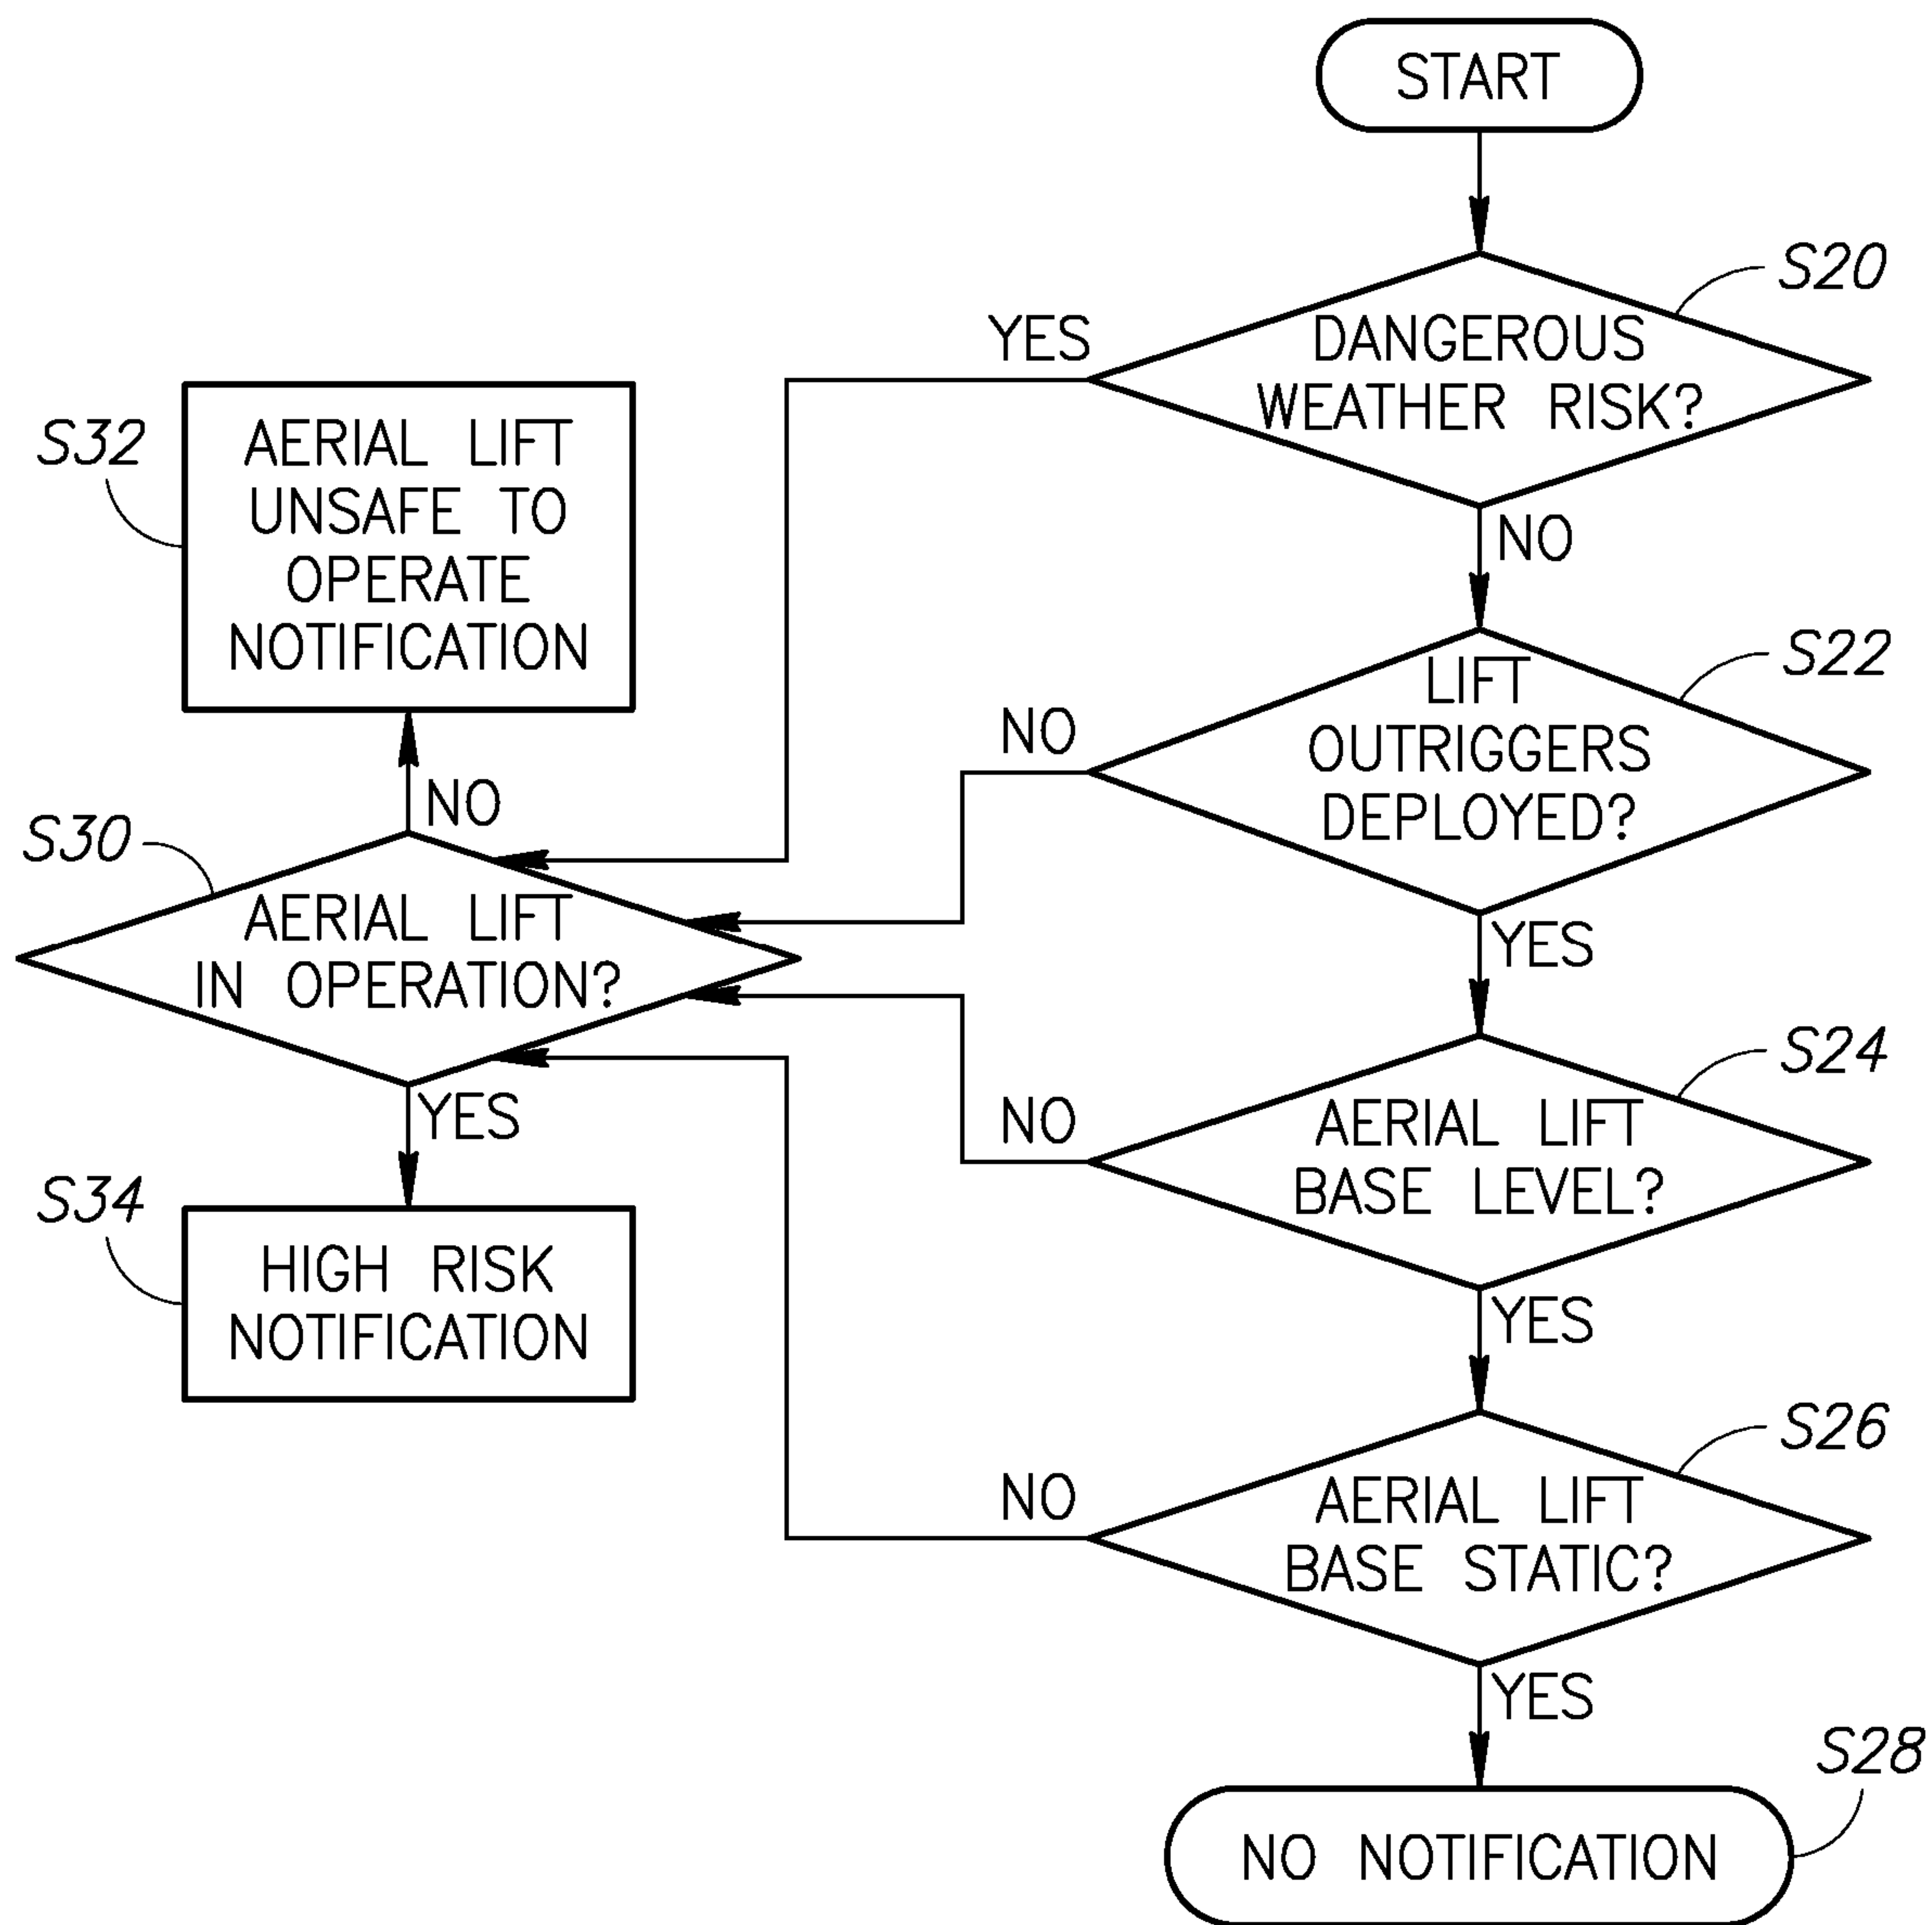 START
S20
YES
DANGEROUS
WEATHER RISK?
NO
S32
AERIAL LIFT
UNSAFE TO
OPERATE
NOTIFICATION
S22
NO
LIFT
OUTRIGGERS
DEPLOYED?
YES
NO
S30
AERIAL LIFT
IN OPERATION?
YES
S24
NO
AERIAL LIFT
BASE LEVEL?
YES
S34
HIGH RISK
NOTIFICATION
S26
NO
AERIAL LIFT
BASE STATIC?
YES
S28
NO NOTIFICATION